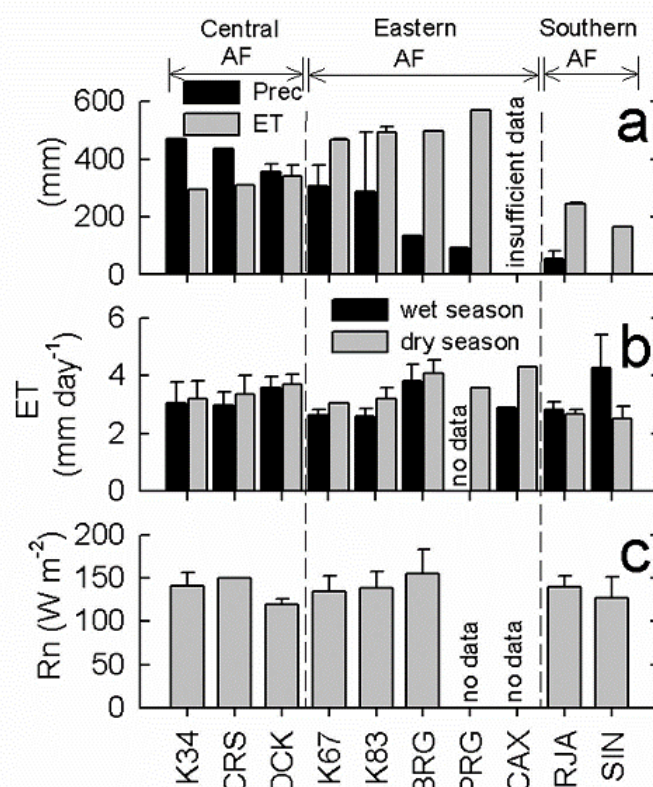 Central AF
Eastern AF
Southern AF
Prec
ET
a
(mm)
600
400
200
0
insufficient data
wet season
dry season
b
ET
(mm day-1)
6
4
2
0
no data
c
Rn (W m-2)
200
150
100
50
0
no data
no data
K34
CRS
DCK
K67
K83
BRG
PRG
CAX
RJA
SIN